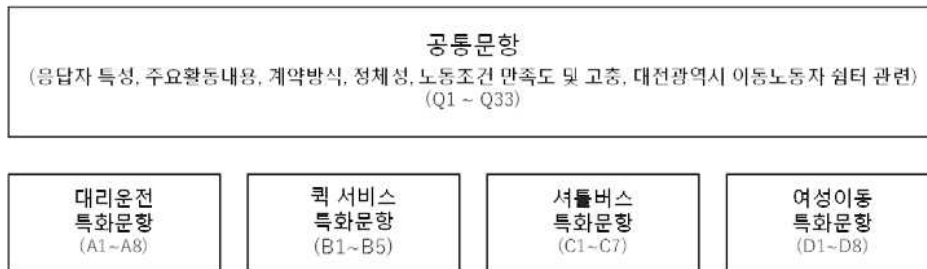 공통문항
(응답자 특성, 주요활동내용, 계약방식, 정체성, 노동조건 만족도 및 고충, 대전광역시 이동노동자 쉼터 관련)
(Q1 ~ Q33)
대리운전
특화문항
(A1~A8)
퀵 서비스
특화문항
(B1~B5)
셔틀버스
특화문항
(C1~C7)
여성이동
특화문항
(D1~D8)